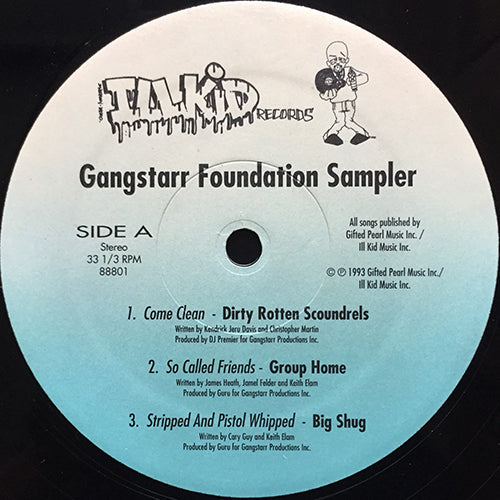 ILL KID
RECORDS
Gangstarr Foundation Sampler
SIDE A
Stereo
33 1/3 RPM
88801
All songs published by
Gifted Pearl Music Inc. /
Ill Kid Music Inc.
© ℗ 1993 Gifted Pearl Music Inc./
Ill Kid Music Inc.
1. Come Clean - Dirty Rotten Scoundrels
Written by Kendrick Jeru Davis and Christopher Martin
Produced by DJ Premier for Gangstarr Productions Inc.
2. So Called Friends - Group Home
Written by James Heath, Jamel Felder and Keith Elam
Produced by Guru for Gangstarr Productions Inc.
3. Stripped And Pistol Whipped - Big Shug
Written by Cary Guy and Keith Elam
Produced by Guru for Gangstarr Productions Inc.